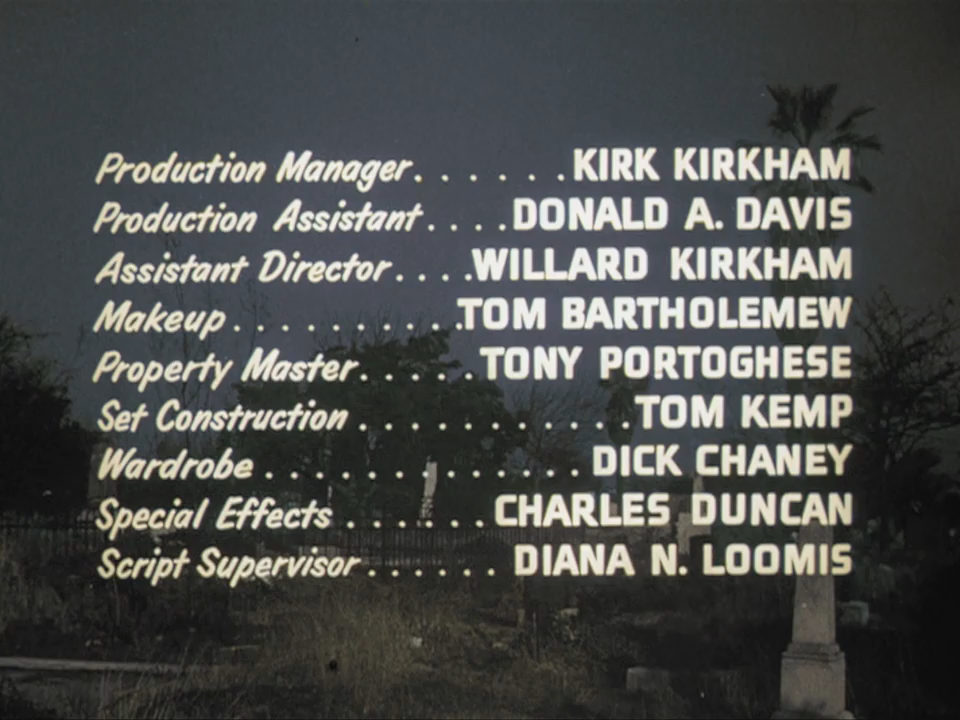 Production Manager. . . . . . .KIRK KIRKHAM
Production Assistant. . . .DONALD A. DAVIS
Assistant Director. . . .WILLARD KIRKHAM
Makeup. . . . . . . . .TOM BARTHOLEMEW
Property Master. . . . .TONY PORTOGHESE
Set Construction . . . . . . . . . . . .TOM KEMP
Wardrobe . . . . . . . . . . . . . .DICK CHANEY
Special Effects . . . . . .CHARLES DUNCAN
Script Supervisor. . . . . . DIANA N. LOOMIS